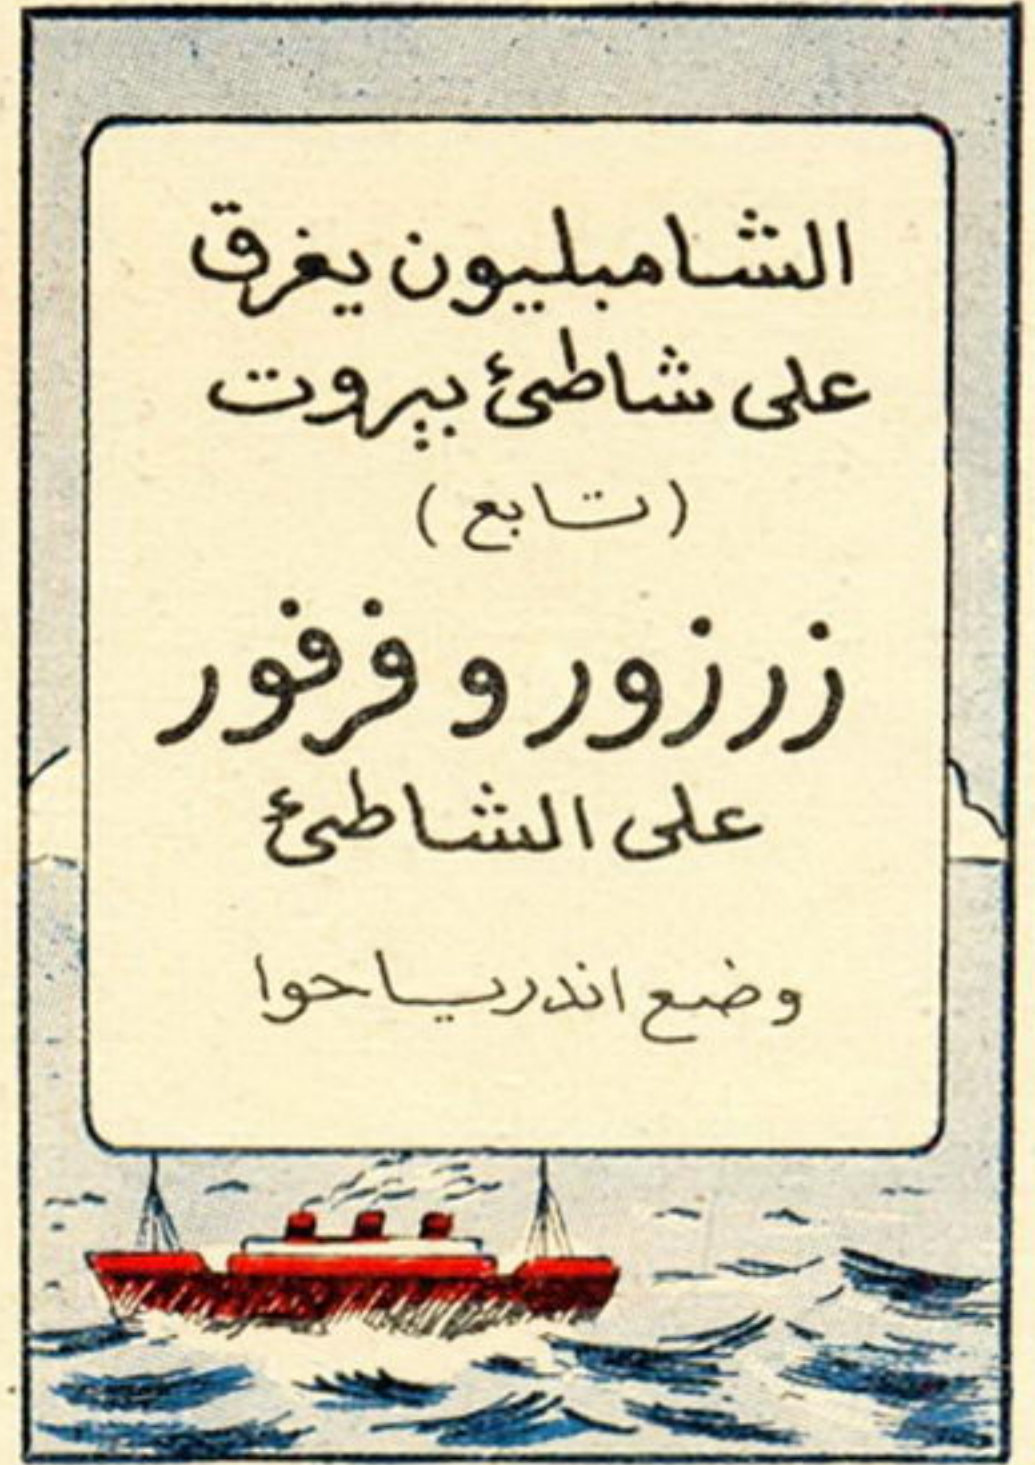 الشامبليون يغرق
على شاطئ بيروت
(تابع)
زرزور و فرفور
على الشاطئ
وضع اندريا حوا